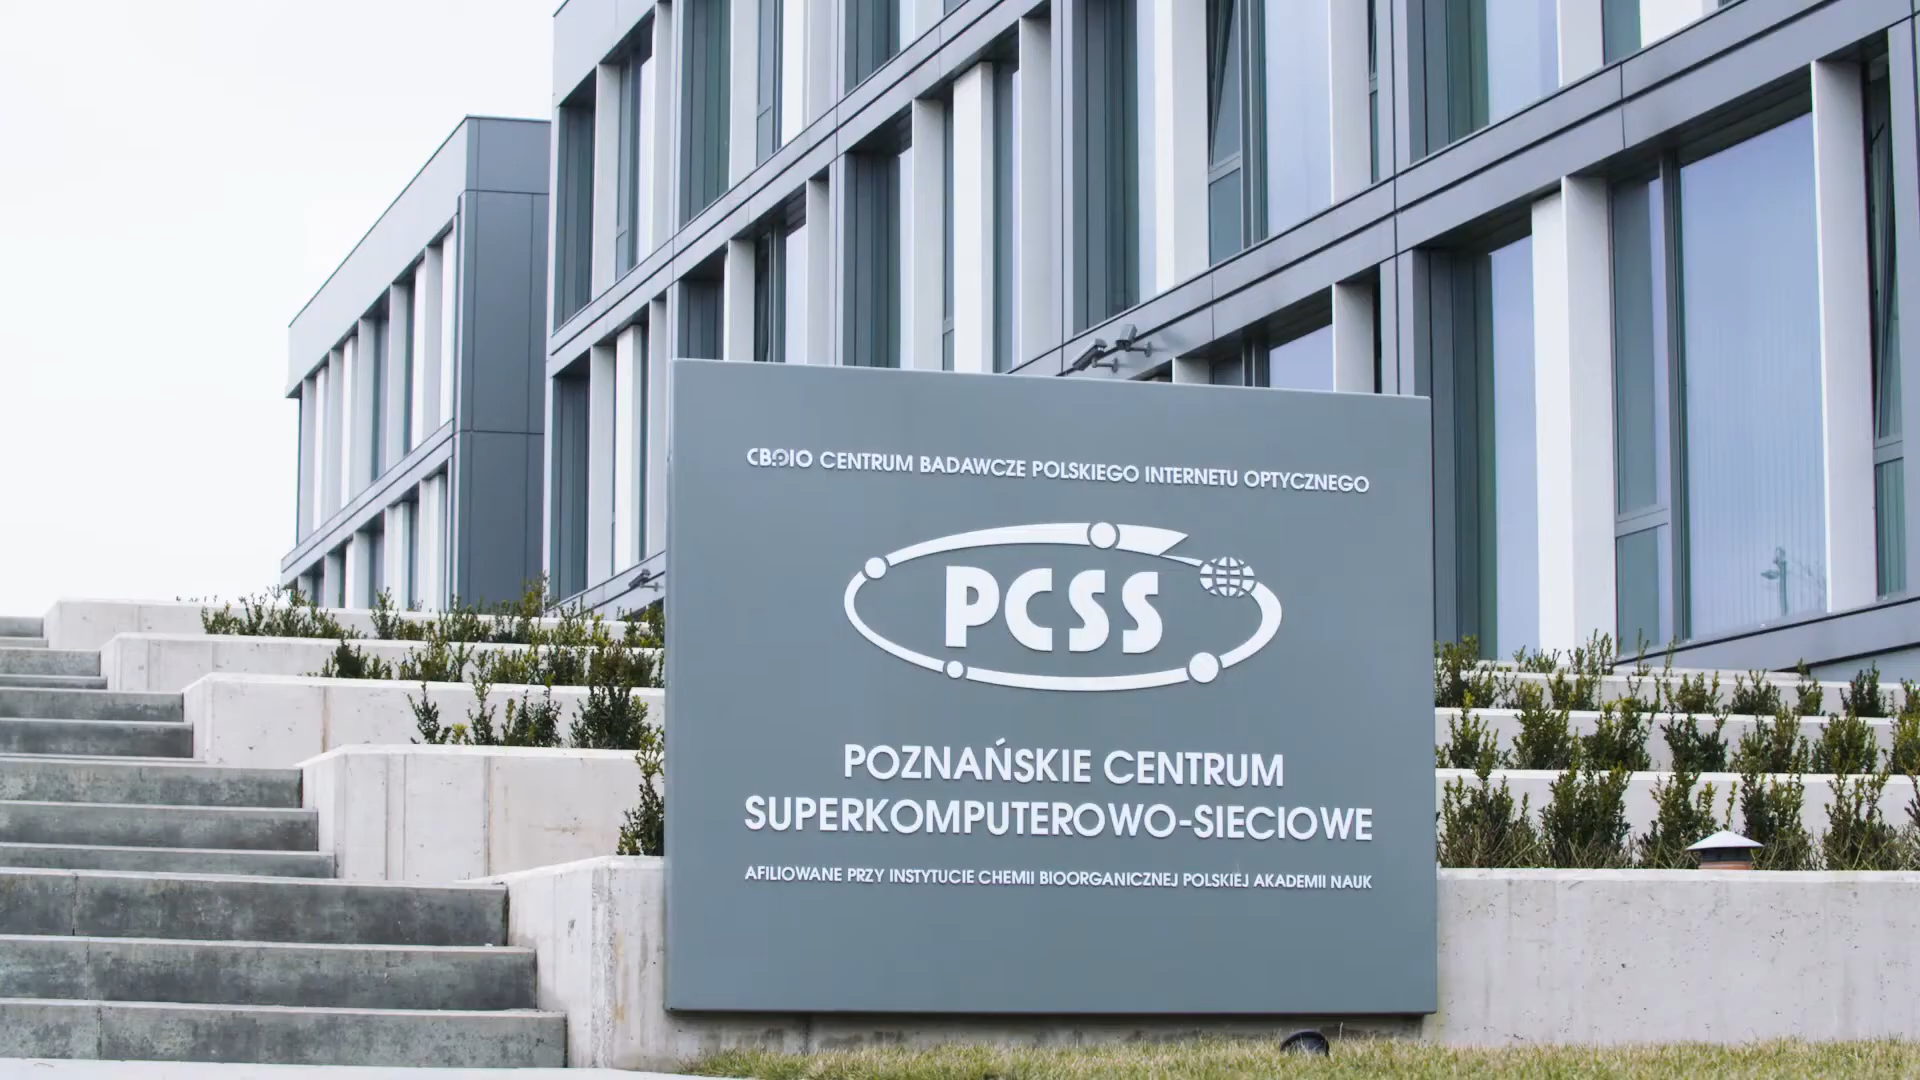 CBPIO CENTRUM BADAWCZE POLSKIEGO INTERNETU OPTYCZNEGO
PCSS
POZNAŃSKIE CENTRUM
SUPERKOMPUTEROWO-SIECIOWE
AFILIOWANE PRZY INSTYTUCIE CHEMII BIOORGANICZNEJ POLSKIEJ AKADEMII NAUK